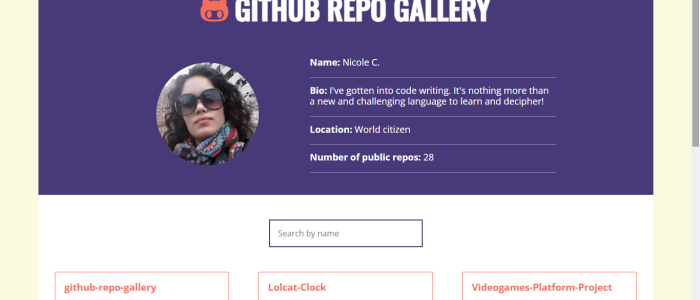 GITHUB REPO GALLERY
Name: Nicole C.
Bio: I've gotten into code writing. It's nothing more than
a new and challenging language to learn and decipher!
Location: World citizen
Number of public repos: 28
Search by name
github-repo-gallery
Lolcat-Clock
Videogames-Platform-Project